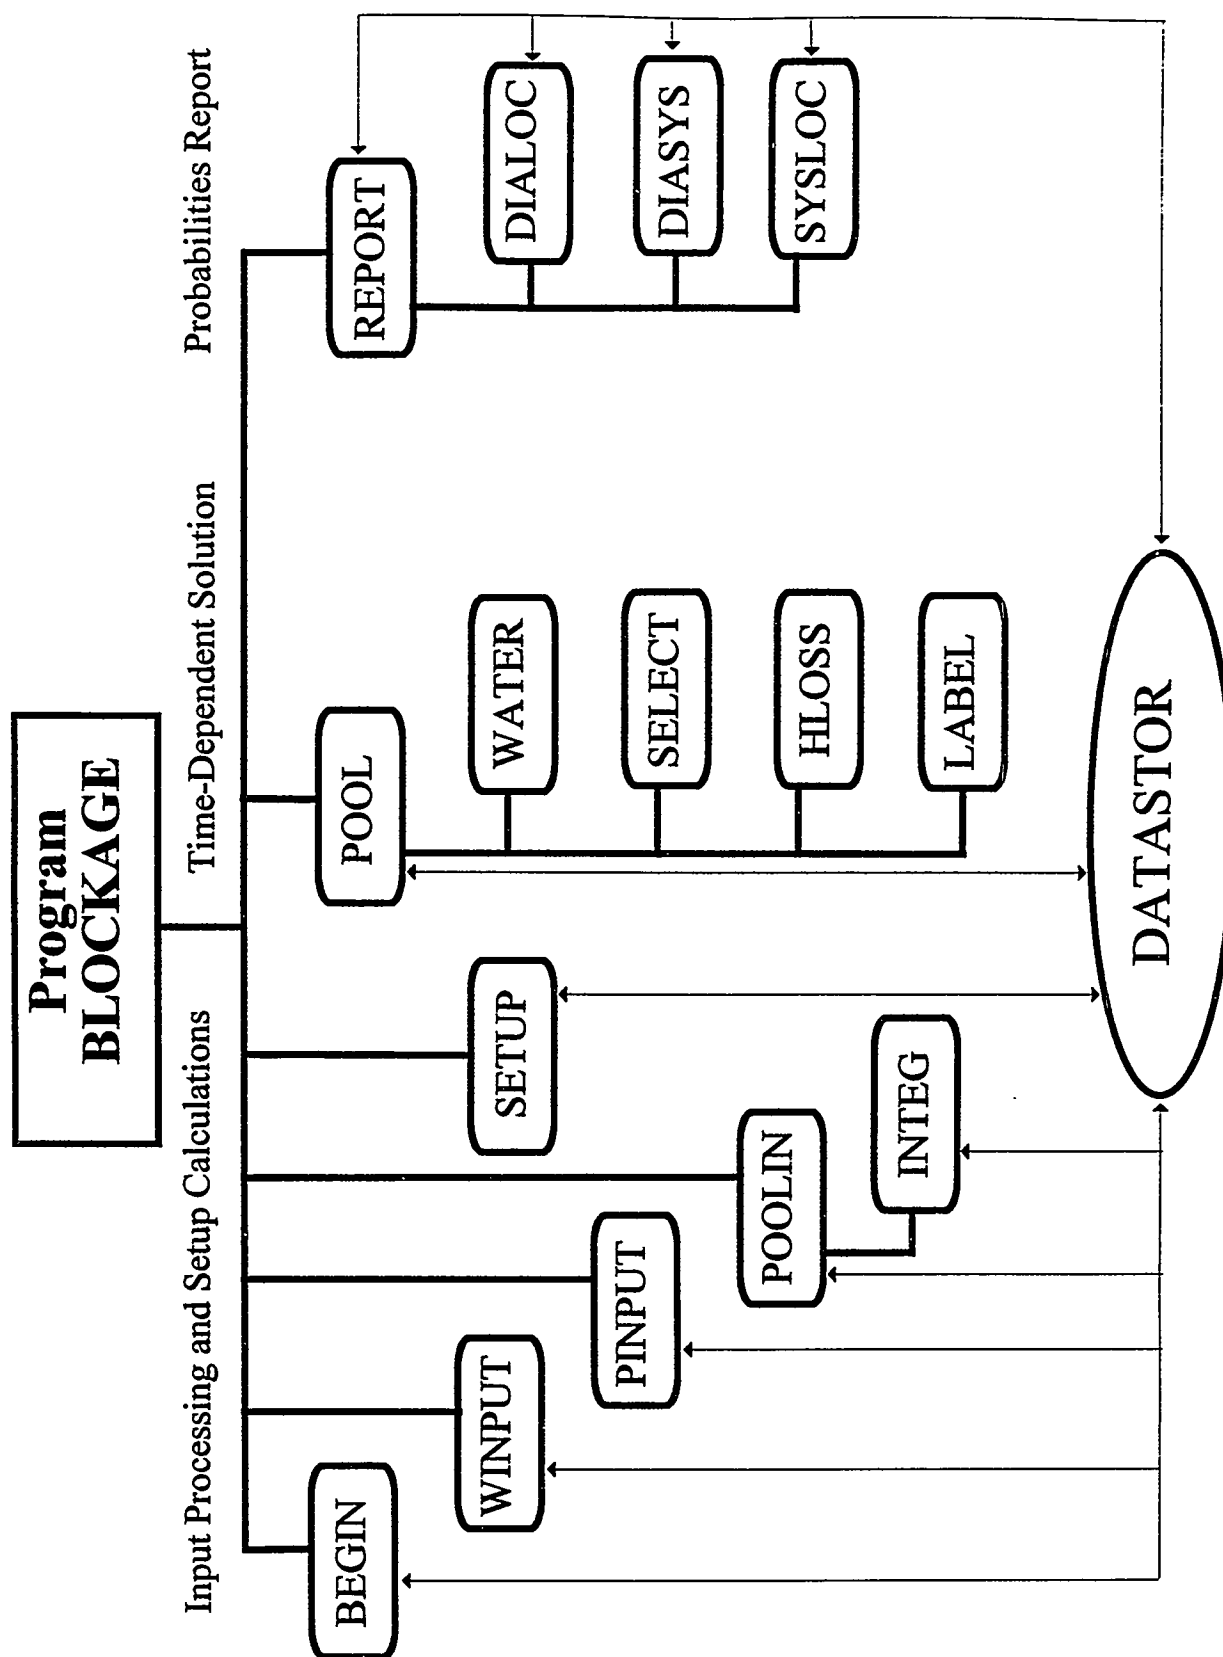 Program
BLOCKAGE
Input Processing and Setup Calculations
Time-Dependent Solution
Probabilities Report
BEGIN
WINPUT
PINPUT
POOLIN
INTEG
SETUP
POOL
WATER
SELECT
HLOSS
LABEL
REPORT
DIALOC
DIASYS
SYSLOC
DATASTOR